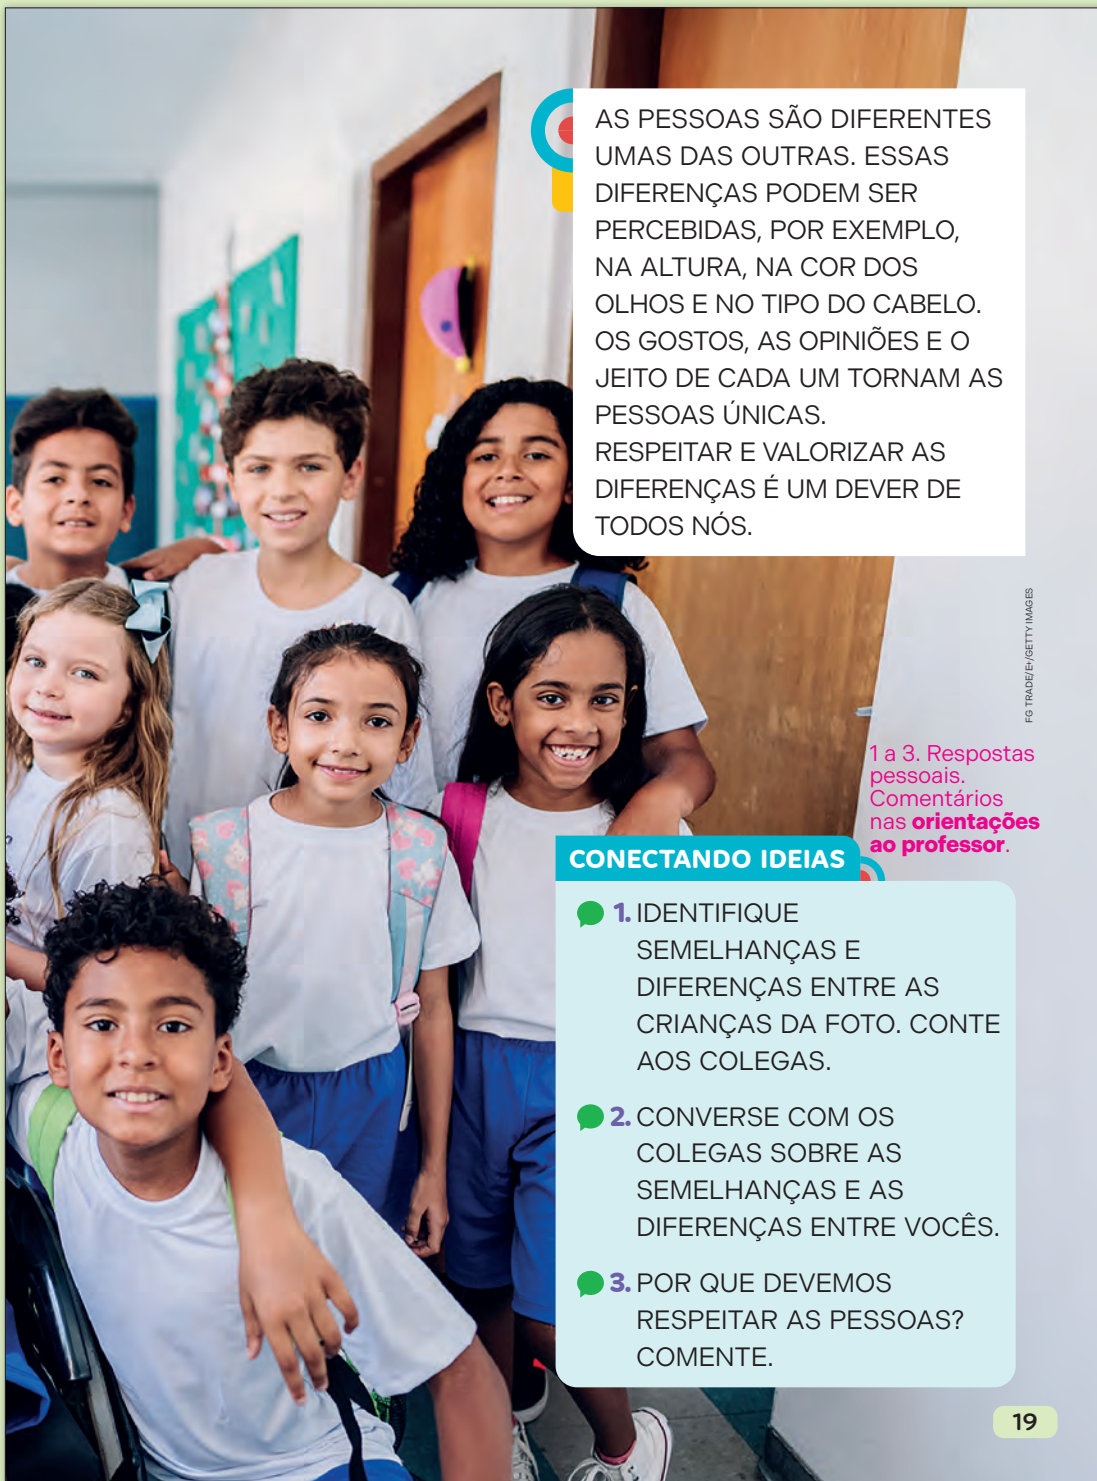 AS PESSOAS SÃO DIFERENTES
UMAS DAS OUTRAS. ESSAS
DIFERENÇAS PODEM SER
PERCEBIDAS, POR EXEMPLO,
NA ALTURA, NA COR DOS
OLHOS E NO TIPO DO CABELO.
OS GOSTOS, AS OPINIÕES E O
JEITO DE CADA UM TORNAM AS
PESSOAS ÚNICAS.
RESPEITAR E VALORIZAR AS
DIFERENÇAS É UM DEVER DE
TODOS NÓS.
FG TRADE/E+/GETTY IMAGES
1 a 3. Respostas
pessoais.
Comentários
nas orientações
ao professor.
CONECTANDO IDEIAS
1. IDENTIFIQUE
SEMELHANÇAS E
DIFERENÇAS ENTRE AS
CRIANÇAS DA FOTO. CONTE
AOS COLEGAS.
2. CONVERSE COM OS
COLEGAS SOBRE AS
SEMELHANÇAS E AS
DIFERENÇAS ENTRE VOCÊS.
3. POR QUE DEVEMOS
RESPEITAR AS PESSOAS?
COMENTE.
19